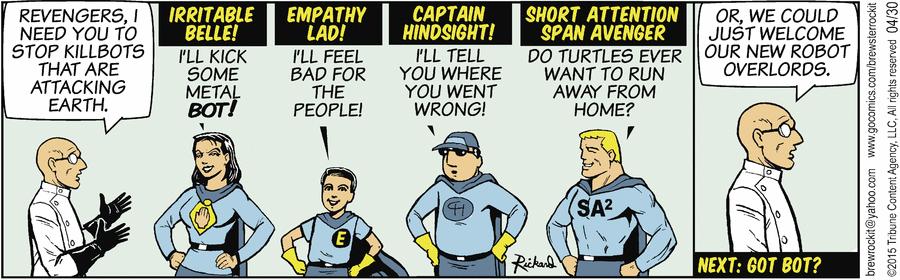 REVENGERS, I
NEED YOU TO
STOP KILLBOTS
THAT ARE
ATTACKING
EARTH.
IRRITABLE
BELLE!
I'LL KICK
SOME
METAL
BOT!
EMPATHY
LAD!
I'LL FEEL
BAD FOR
THE
PEOPLE!
E
CAPTAIN
HINDSIGHT!
I'LL TELL
YOU WHERE
YOU WENT
WRONG!
CH
SHORT ATTENTION
SPAN AVENGER
DO TURTLES EVER
WANT TO RUN
AWAY FROM
HOME?
SA²
Rickard
OR, WE COULD
JUST WELCOME
OUR NEW ROBOT
OVERLORDS.
NEXT: GOT BOT?
brewrockit@yahoo.com www.gocomics.com/brewsterrockit 04/30
©2015 Tribune Content Agency, LLC, All rights reserved